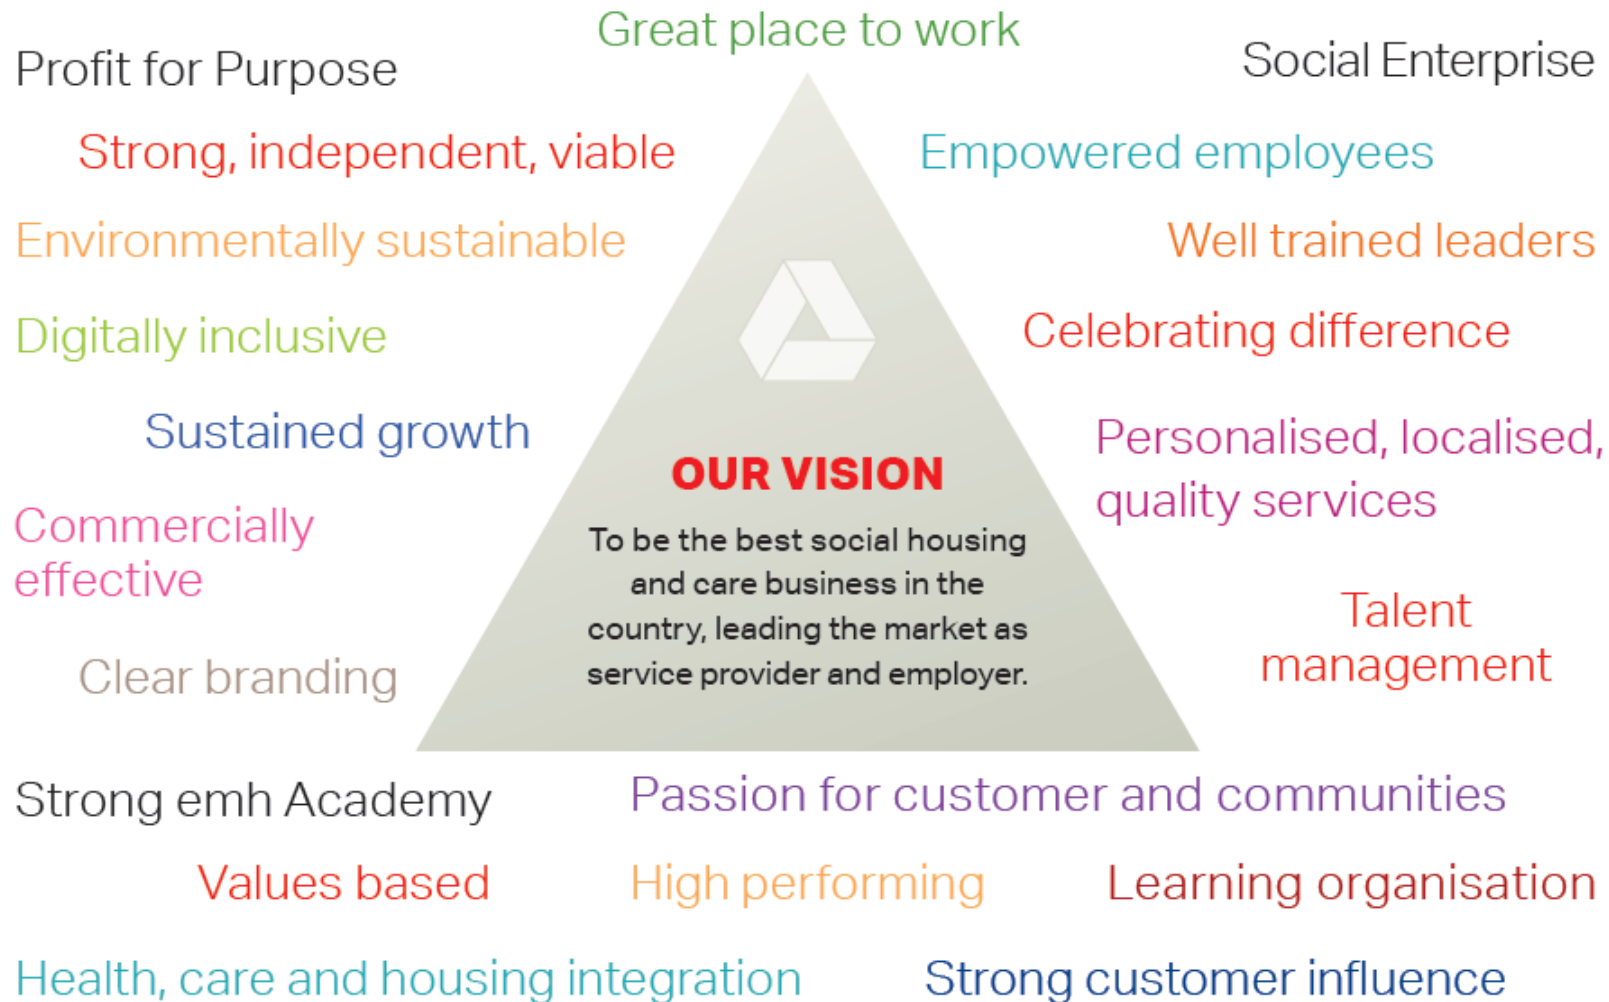 Great place to work
Profit for Purpose
Social Enterprise
Strong, independent, viable
Empowered employees
Environmentally sustainable
Well trained leaders
Digitally inclusive
Celebrating difference
Sustained growth
Personalised, localised,
quality services
Commercially
effective
OUR VISION
To be the best social housing
and care business in the
country, leading the market as
service provider and employer.
Talent
management
Clear branding
Strong emh Academy
Passion for customer and communities
Values based
High performing
Learning organisation
Health, care and housing integration
Strong customer influence